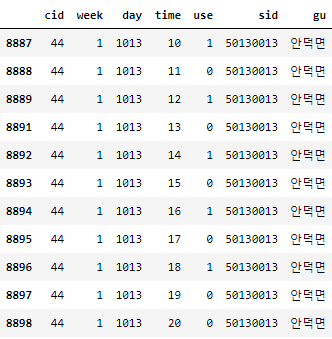 cid week day time use sid gu
8887 44 1 1013 10 1 50130013 안덕면
8888 44 1 1013 11 0 50130013 안덕면
8889 44 1 1013 12 1 50130013 안덕면
8891 44 1 1013 13 0 50130013 안덕면
8892 44 1 1013 14 1 50130013 안덕면
8893 44 1 1013 15 0 50130013 안덕면
8894 44 1 1013 16 1 50130013 안덕면
8895 44 1 1013 17 0 50130013 안덕면
8896 44 1 1013 18 1 50130013 안덕면
8897 44 1 1013 19 0 50130013 안덕면
8898 44 1 1013 20 0 50130013 안덕면